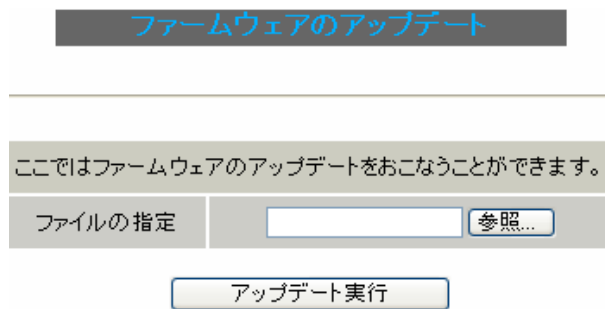 ファームウェアのアップデート
ここではファームウェアのアップデートをおこなうことができます。
ファイルの指定
参照...
アップデート実行